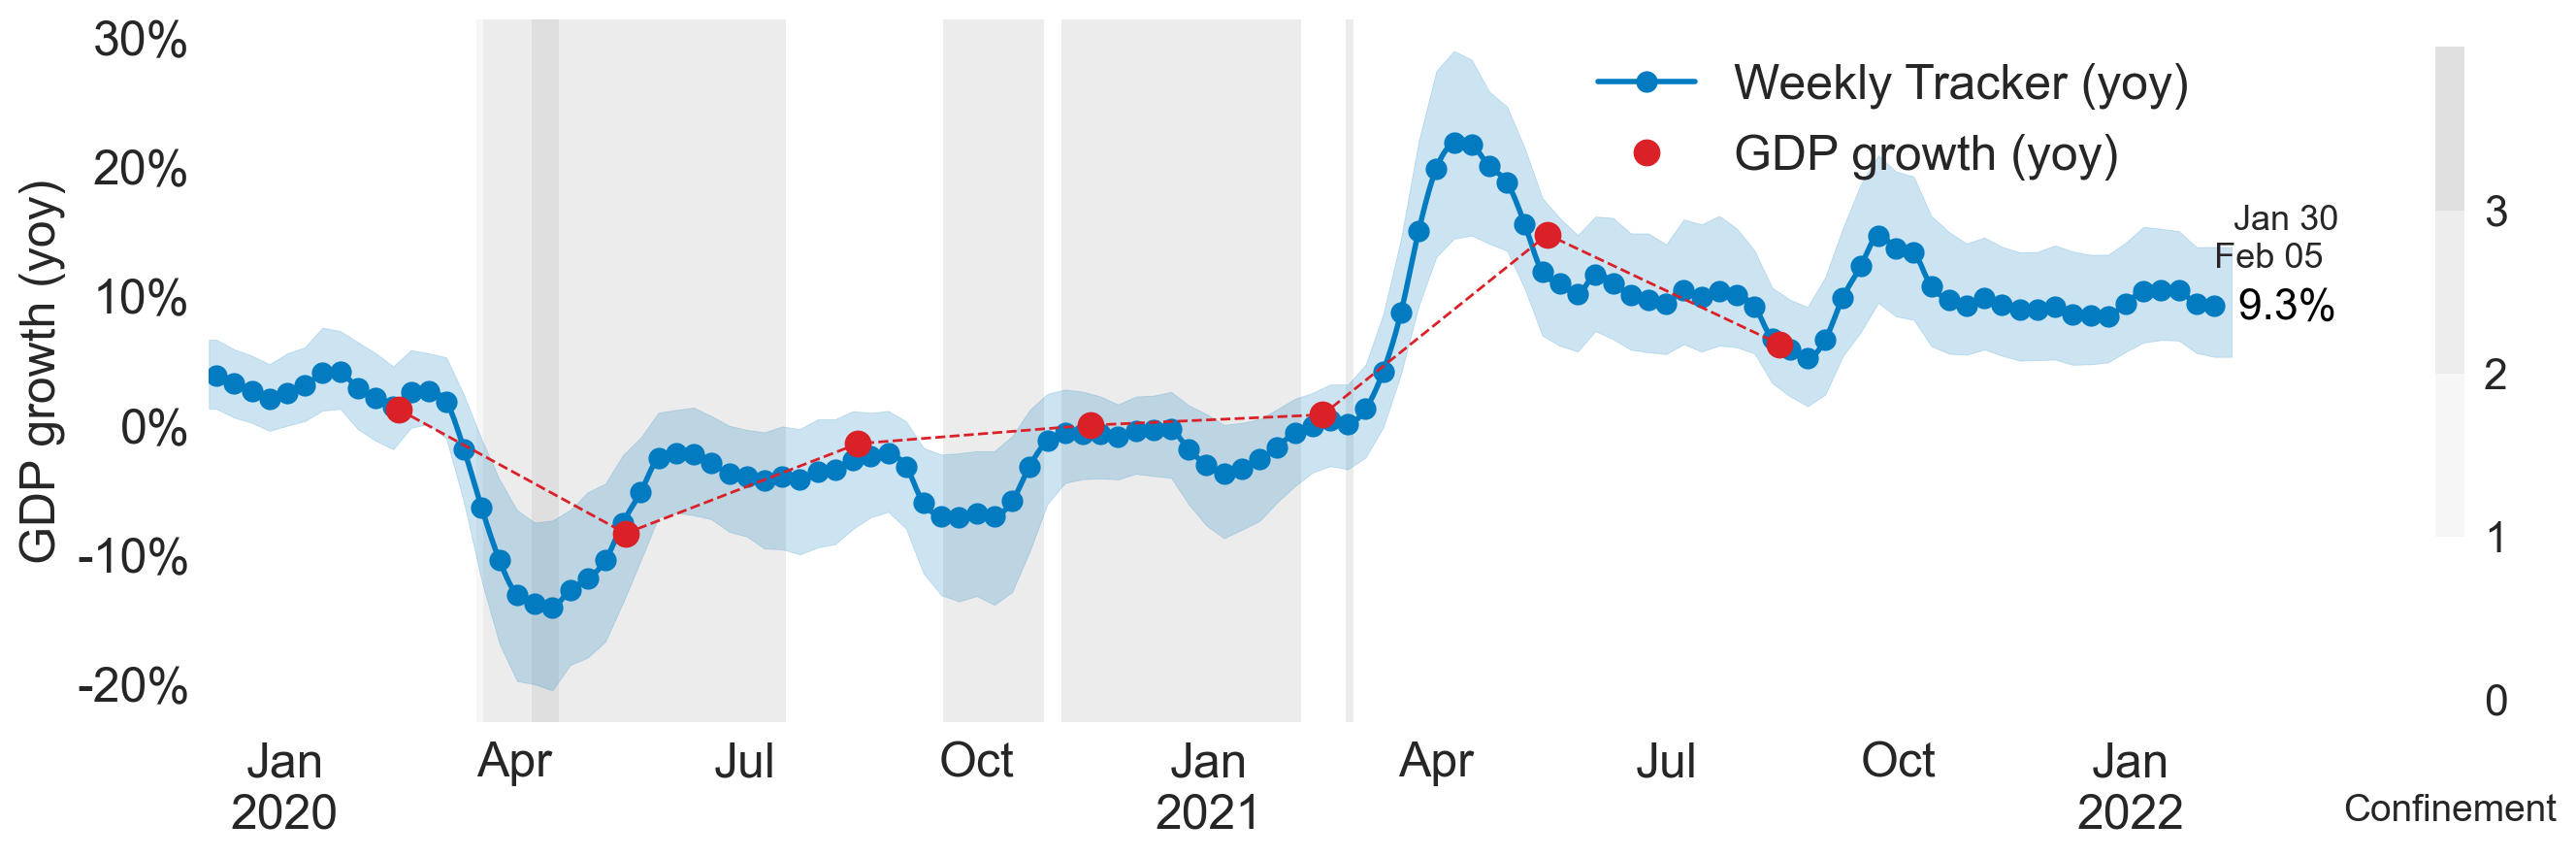 30%
20%
10%
0%
-10%
-20%
GDP growth (yoy)
Weekly Tracker (yoy)
GDP growth (yoy)
Jan 30
Feb 05
9.3%
3
2
1
0
Jan
2020
Apr
Jul
Oct
Jan
2021
Apr
Jul
Oct
Jan
2022
Confinement